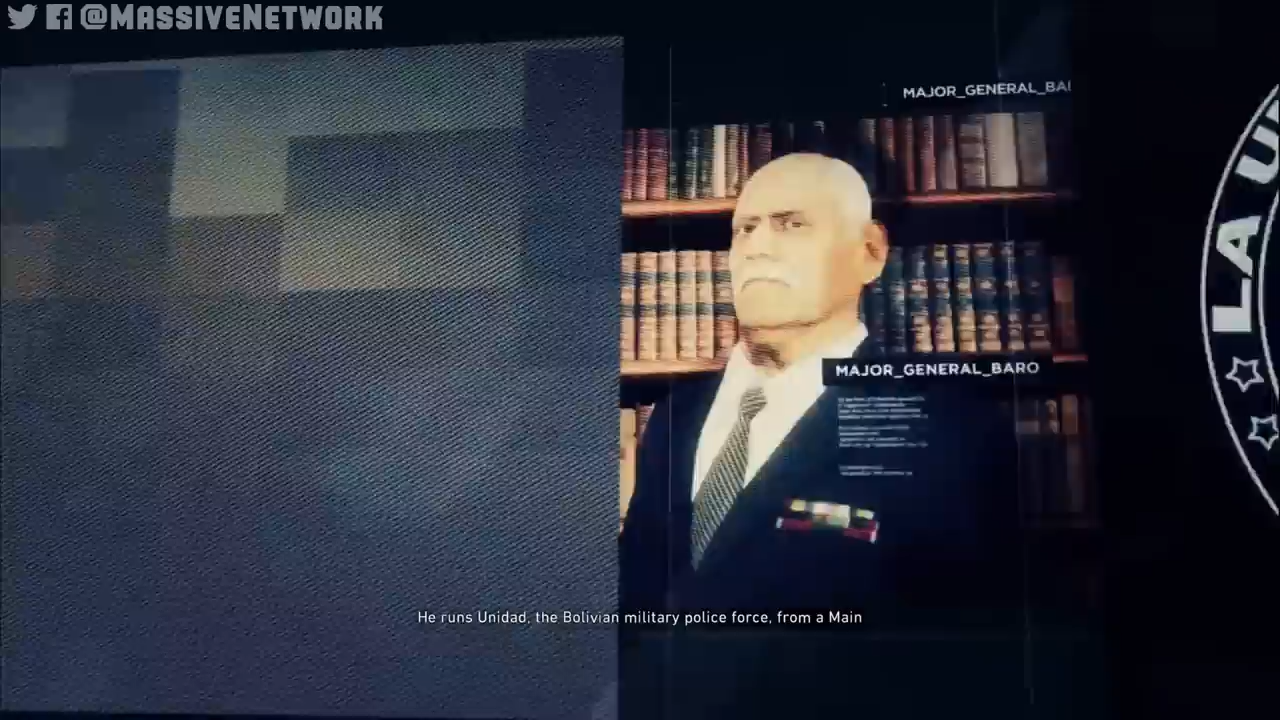 @MassiveNetwork
MAJOR_GENERAL_BA
LA U
MAJOR_GENERAL_BARO
He runs Unidad, the Bolivian military police force, from a Main